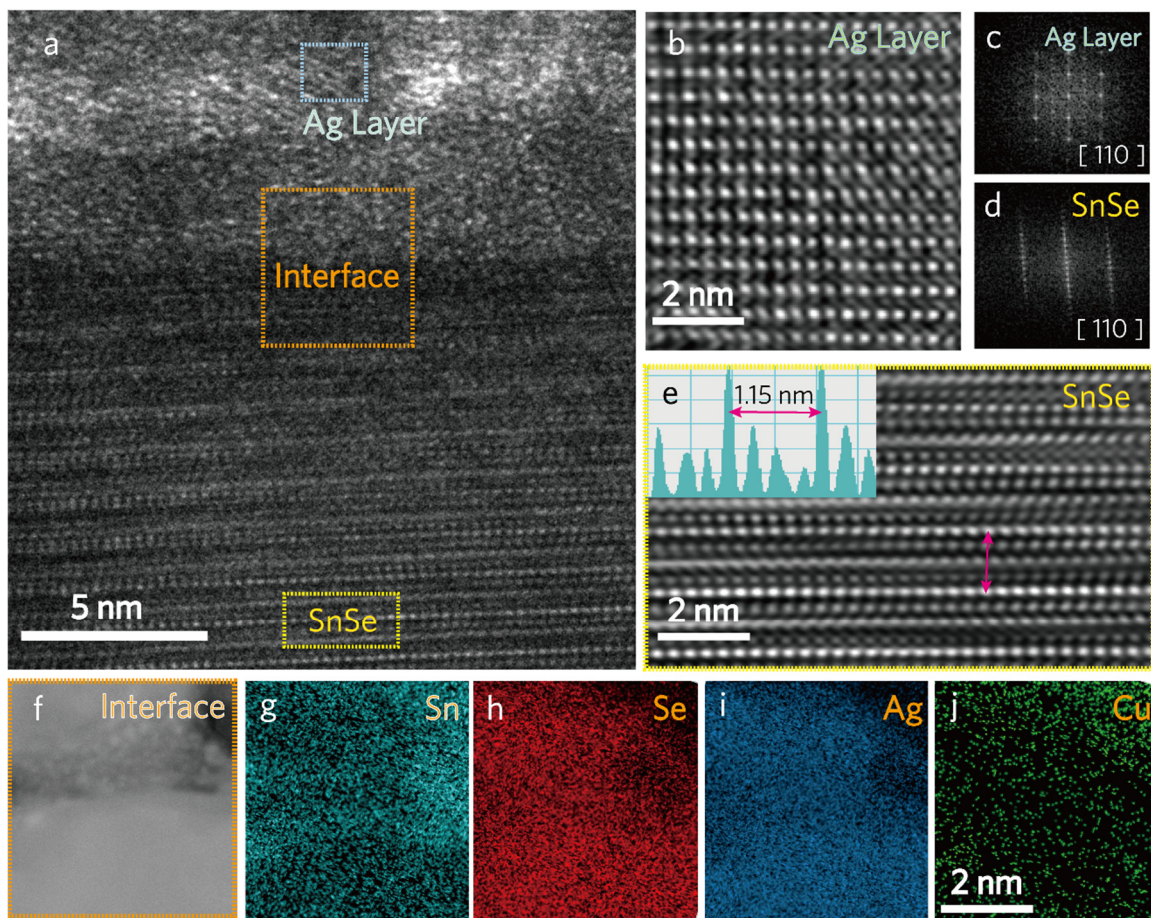 a
Ag Layer
Interface
5 nm
SnSe
b
Ag Layer
2 nm
c
Ag Layer
[ 110 ]
d
SnSe
[ 110 ]
e
1.15 nm
SnSe
2 nm
f
Interface
g
Sn
h
Se
i
Ag
j
Cu
2 nm